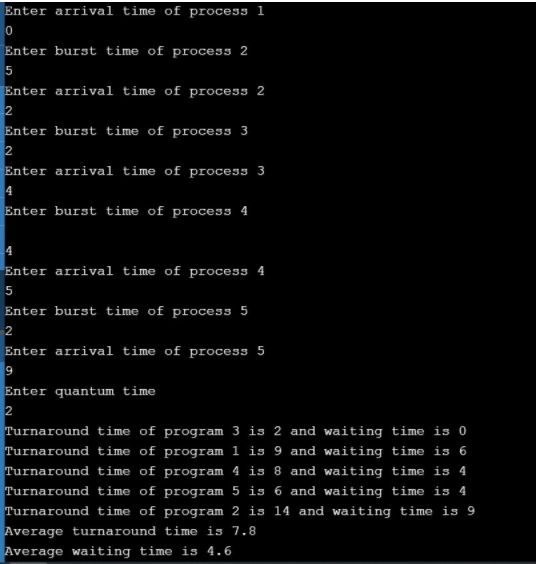 Enter arrival time of process 1
0
Enter burst time of process 2
5
Enter arrival time of process 2
2
Enter burst time of process 3
2
Enter arrival time of process 3
4
Enter burst time of process 4
4
Enter arrival time of process 4
5
Enter burst time of process 5
2
Enter arrival time of process 5
9
Enter quantum time
2
Turnaround time of program 3 is 2 and waiting time is 0
Turnaround time of program 1 is 9 and waiting time is 6
Turnaround time of program 4 is 8 and waiting time is 4
Turnaround time of program 5 is 6 and waiting time is 4
Turnaround time of program 2 is 14 and waiting time is 9
Average turnaround time is 7.8
Average waiting time is 4.6